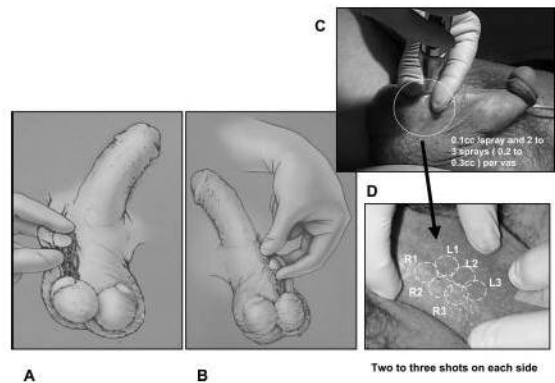 C
0.1cc /spray and 2 to
3 sprays ( 0.2 to
0.3cc ) per vas
D
L1
R1
L2
R2
L3
R3
A
B
Two to three shots on each side